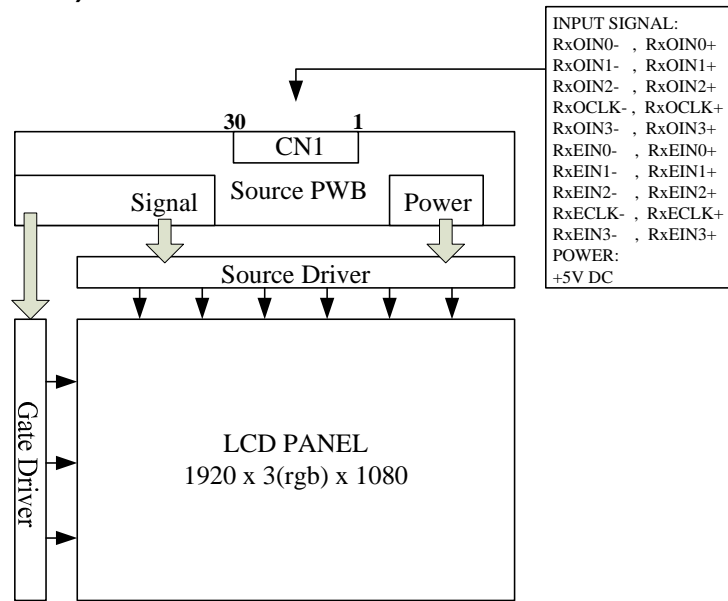 INPUT SIGNAL:
RxOIN0- , RxOIN0+
RxOIN1- , RxOIN1+
RxOIN2- , RxOIN2+
RxOCLK- , RxOCLK+
RxOIN3- , RxOIN3+
RxEIN0- , RxEIN0+
RxEIN1- , RxEIN1+
RxEIN2- , RxEIN2+
RxECLK- , RxECLK+
RxEIN3- , RxEIN3+
POWER:
+5V DC
30 1
CN1
Source PWB
Signal
Power
Source Driver
Gate Driver
LCD PANEL
1920 x 3(rgb) x 1080